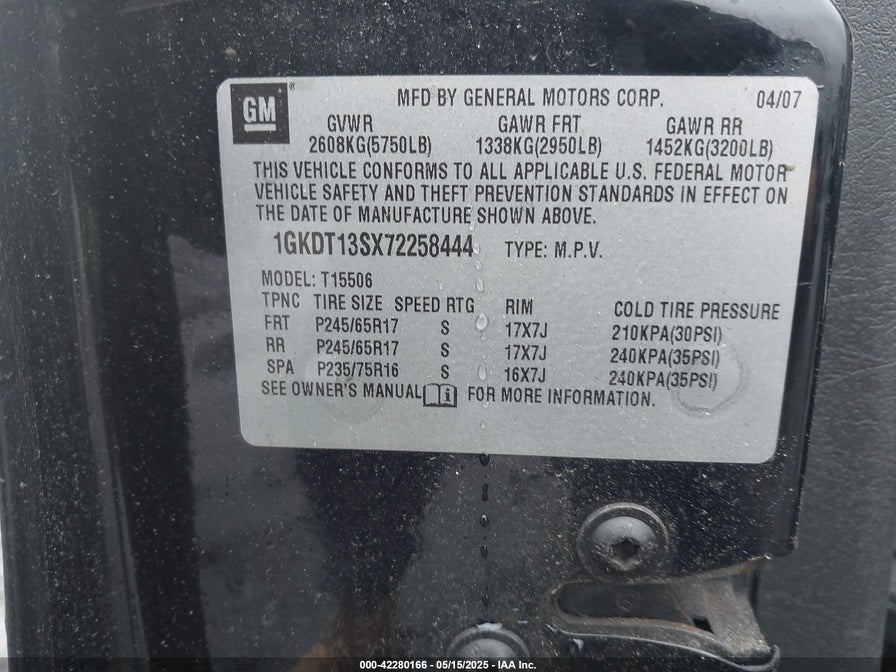 GM ® MFD BY GENERAL MOTORS CORP. 04/07
GVWR GAWR FRT GAWR RR
2608KG(5750LB) 1338KG(2950LB) 1452KG(3200LB)
THIS VEHICLE CONFORMS TO ALL APPLICABLE U.S. FEDERAL MOTOR
VEHICLE SAFETY AND THEFT PREVENTION STANDARDS IN EFFECT ON
THE DATE OF MANUFACTURE SHOWN ABOVE.
1GKDT13SX72258444 TYPE: M.P.V.
MODEL: T15506
TPNC TIRE SIZE SPEED RTG RIM COLD TIRE PRESSURE
FRT P245/65R17 S 17X7J 210KPA(30PSI)
RR P245/65R17 S 17X7J 240KPA(35PSI)
SPA P235/75R16 S 16X7J 240KPA(35PSI)
SEE OWNER'S MANUAL i FOR MORE INFORMATION.
000-42280166 - 05/15/2025 - IAA Inc.